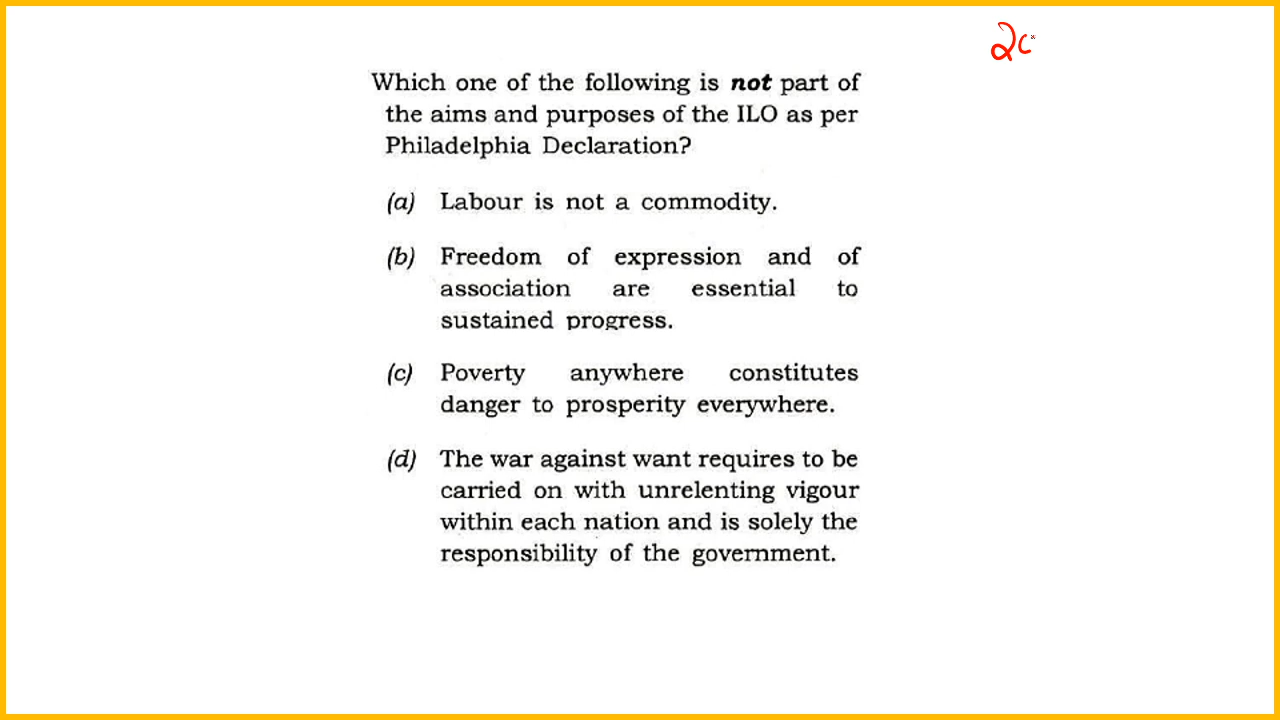 2c
Which one of the following is not part of
the aims and purposes of the ILO as per
Philadelphia Declaration?
(a) Labour is not a commodity.
(b) Freedom of expression and of
association are essential to
sustained progress.
(c) Poverty anywhere constitutes
danger to prosperity everywhere.
(d) The war against want requires to be
carried on with unrelenting vigour
within each nation and is solely the
responsibility of the government.